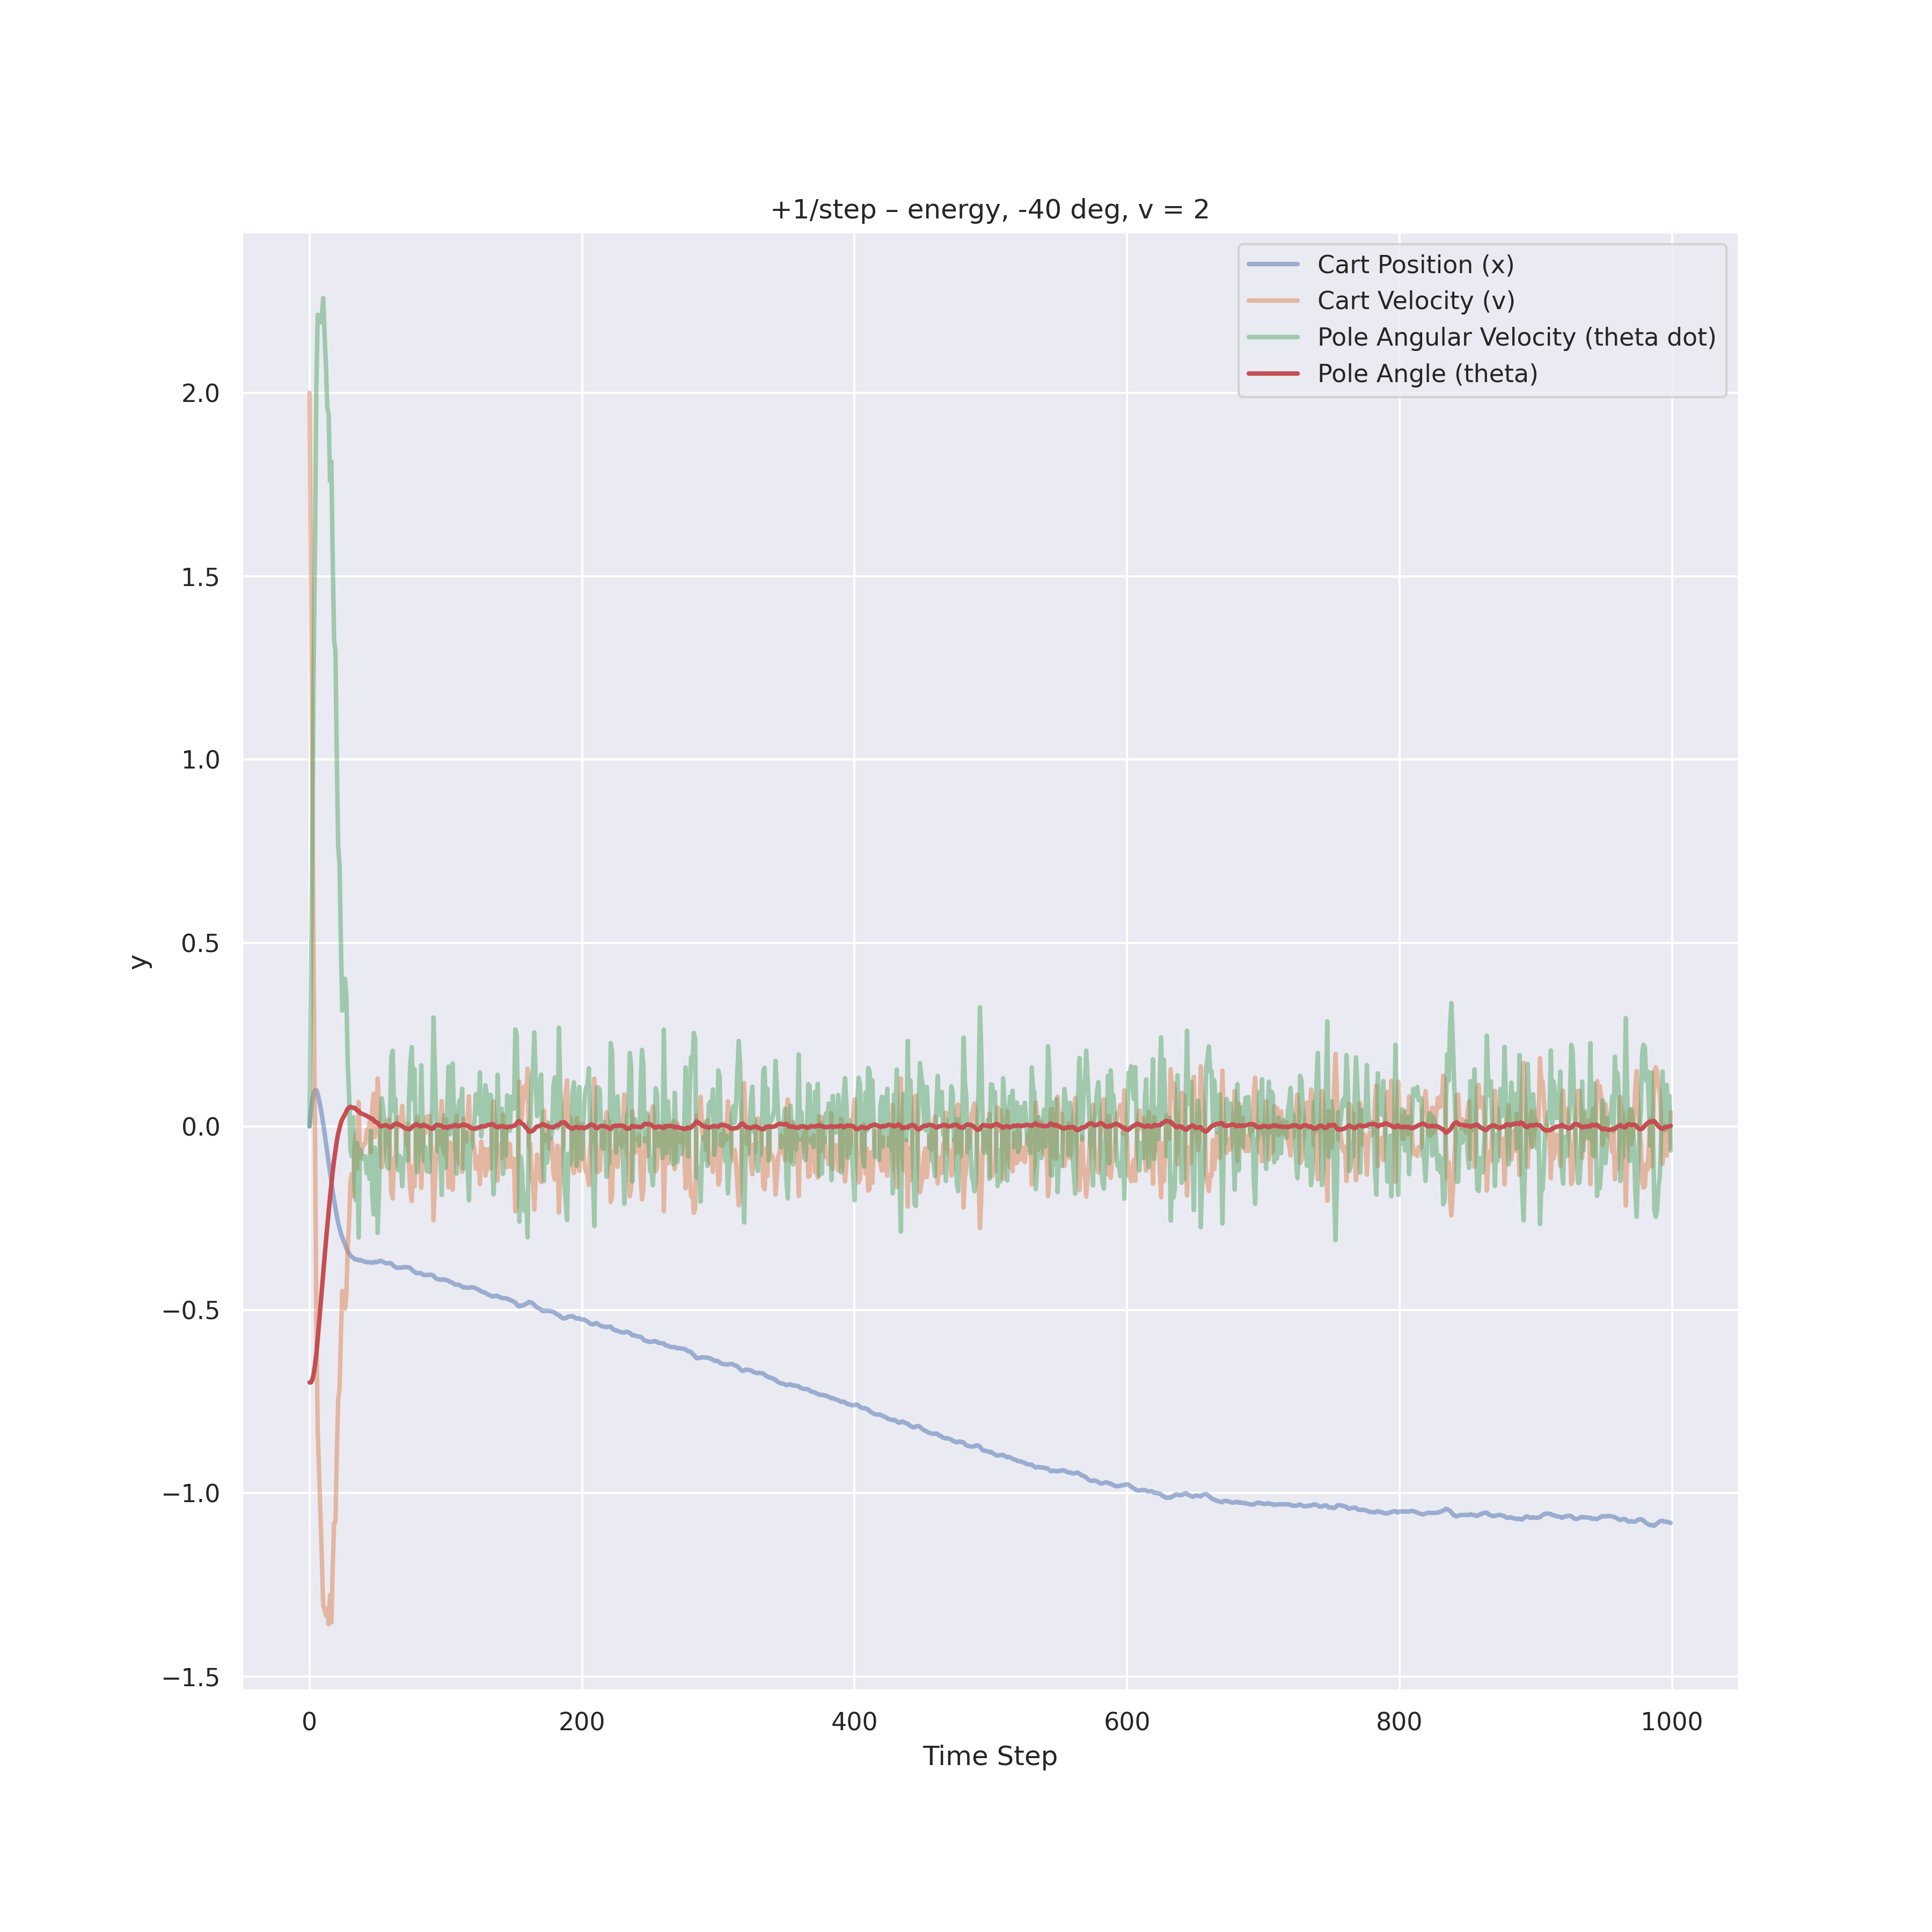 +1/step – energy, -40 deg, v = 2
Cart Position (x)
Cart Velocity (v)
Pole Angular Velocity (theta dot)
Pole Angle (theta)
2.0
1.5
1.0
0.5
0.0
−0.5
−1.0
−1.5
y
0 200 400 600 800 1000
Time Step